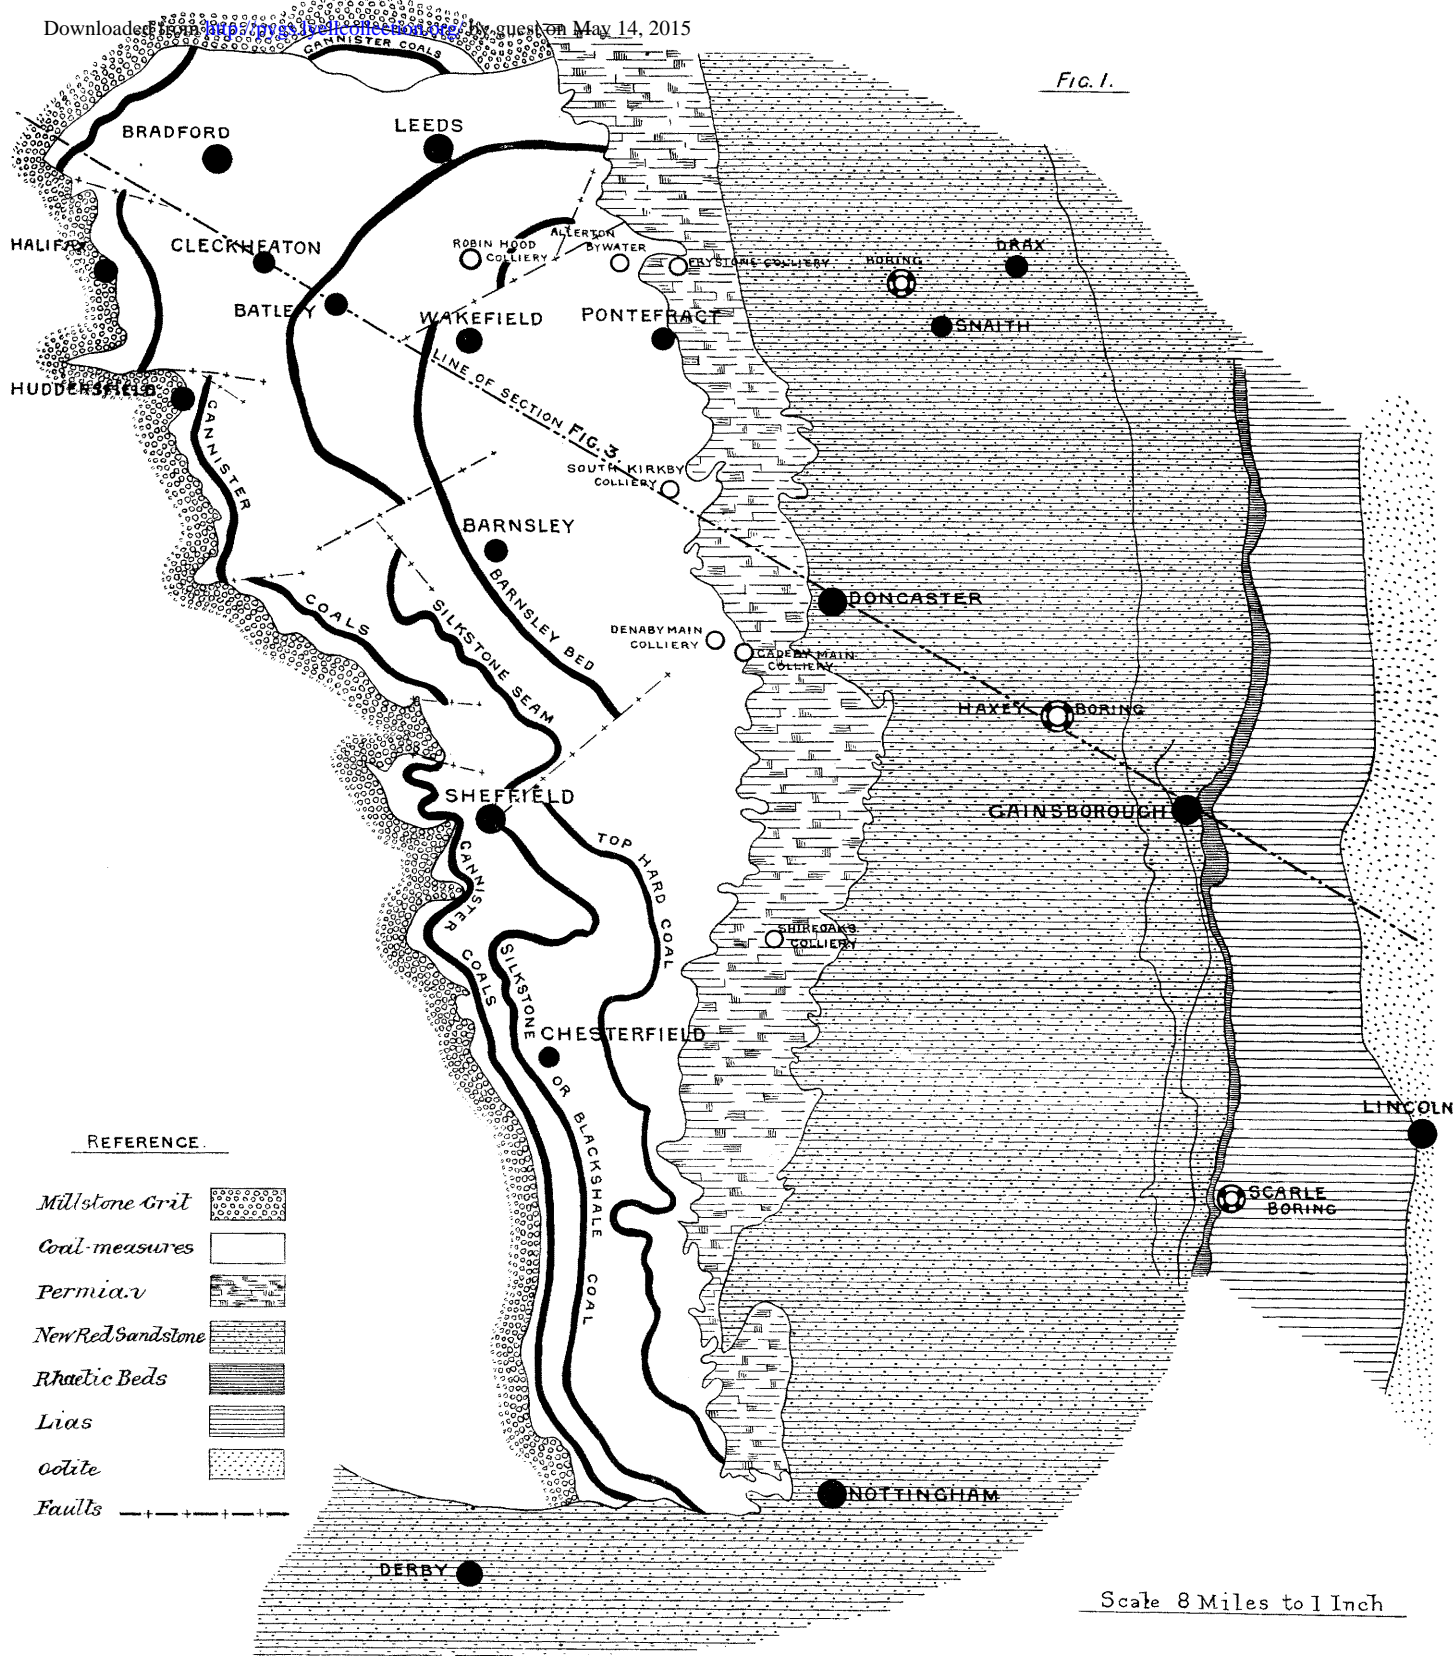 Downloaded from http://pygs.lyellcollection.org/ by guest on May 14, 2015
GANNISTER COALS
FIG. 1.
BRADFORD
LEEDS
HALIFAX
CLECKHEATON
ROBIN HOOD
COLLIERY
ALLERTON
BYWATER
FRYSTONE COLLIERY
BORING
DRAX
BATLEY
WAKEFIELD
PONTEFRACT
SNAITH
LINE OF SECTION FIG. 3.
HUDDERSFIELD
GANNISTER
SOUTH KIRKBY
COLLIERY
BARNSLEY
BARNSLEY BED
COALS
SILKSTONE SEAM
DONCASTER
DENABY MAIN
COLLIERY
CADEBY MAIN
COLLIERY
HAXEY BORING
SHEFFIELD
GAINSBOROUGH
TOP HARD COAL
GANNISTER
COALS
SHIREOAKS
COLLIERY
SILKSTONE
OR BLACKSHALE COAL
CHESTERFIELD
LINCOLN
REFERENCE.
Millstone Grit
Coal-measures
Permian
New Red Sandstone
Rhaetic Beds
Lias
Oolite
Faults
SCARLE
BORING
NOTTINGHAM
DERBY
Scale 8 Miles to 1 Inch